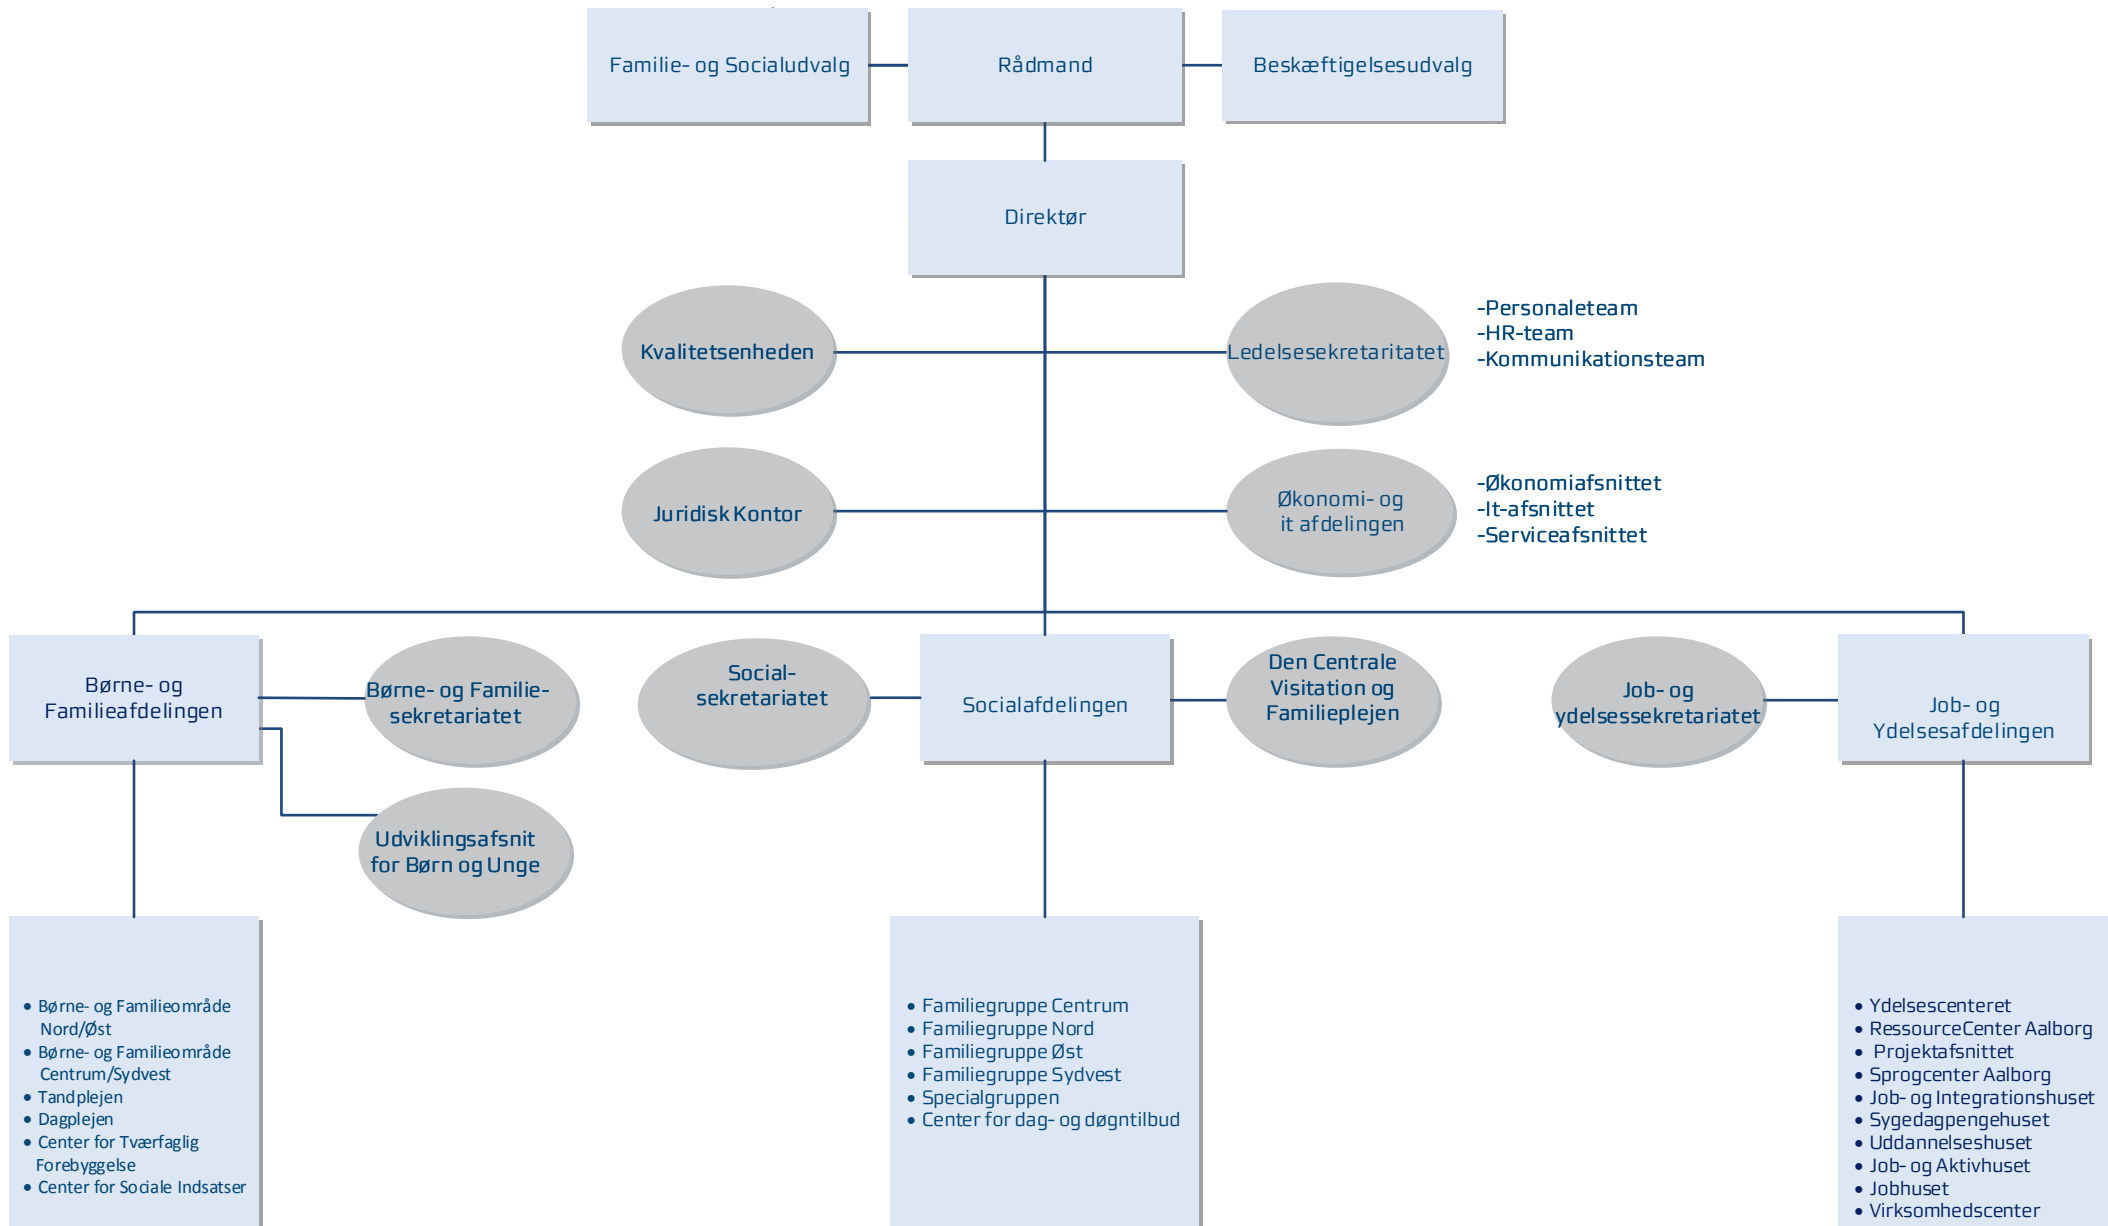 Familie- og Socialudvalg
Rådmand
Beskæftigelsesudvalg
Direktør
Kvalitetsenheden
Ledelsesekretaritatet
-Personaleteam
-HR-team
-Kommunikationsteam
Juridisk Kontor
Økonomi- og
it afdelingen
-Økonomiafsnittet
-It-afsnittet
-Serviceafsnittet
Børne- og
Familieafdelingen
Børne- og Familie-
sekretariatet
Udviklingsafsnit
for Børn og Unge
Social-
sekretariatet
Socialafdelingen
Den Centrale
Visitation og
Familieplejen
Job- og
ydelsessekretariatet
Job- og
Ydelsesafdelingen
• Børne- og Familieområde
Nord/Øst
• Børne- og Familieområde
Centrum/Sydvest
• Tandplejen
• Dagplejen
• Center for Tværfaglig
Forebyggelse
• Center for Sociale Indsatser
• Familiegruppe Centrum
• Familiegruppe Nord
• Familiegruppe Øst
• Familiegruppe Sydvest
• Specialgruppen
• Center for dag- og døgntilbud
• Ydelsescenteret
• RessourceCenter Aalborg
• Projektafsnittet
• Sprogcenter Aalborg
• Job- og Integrationshuset
• Sygedagpengehuset
• Uddannelseshuset
• Job- og Aktivhuset
• Jobhuset
• Virksomhedscenter